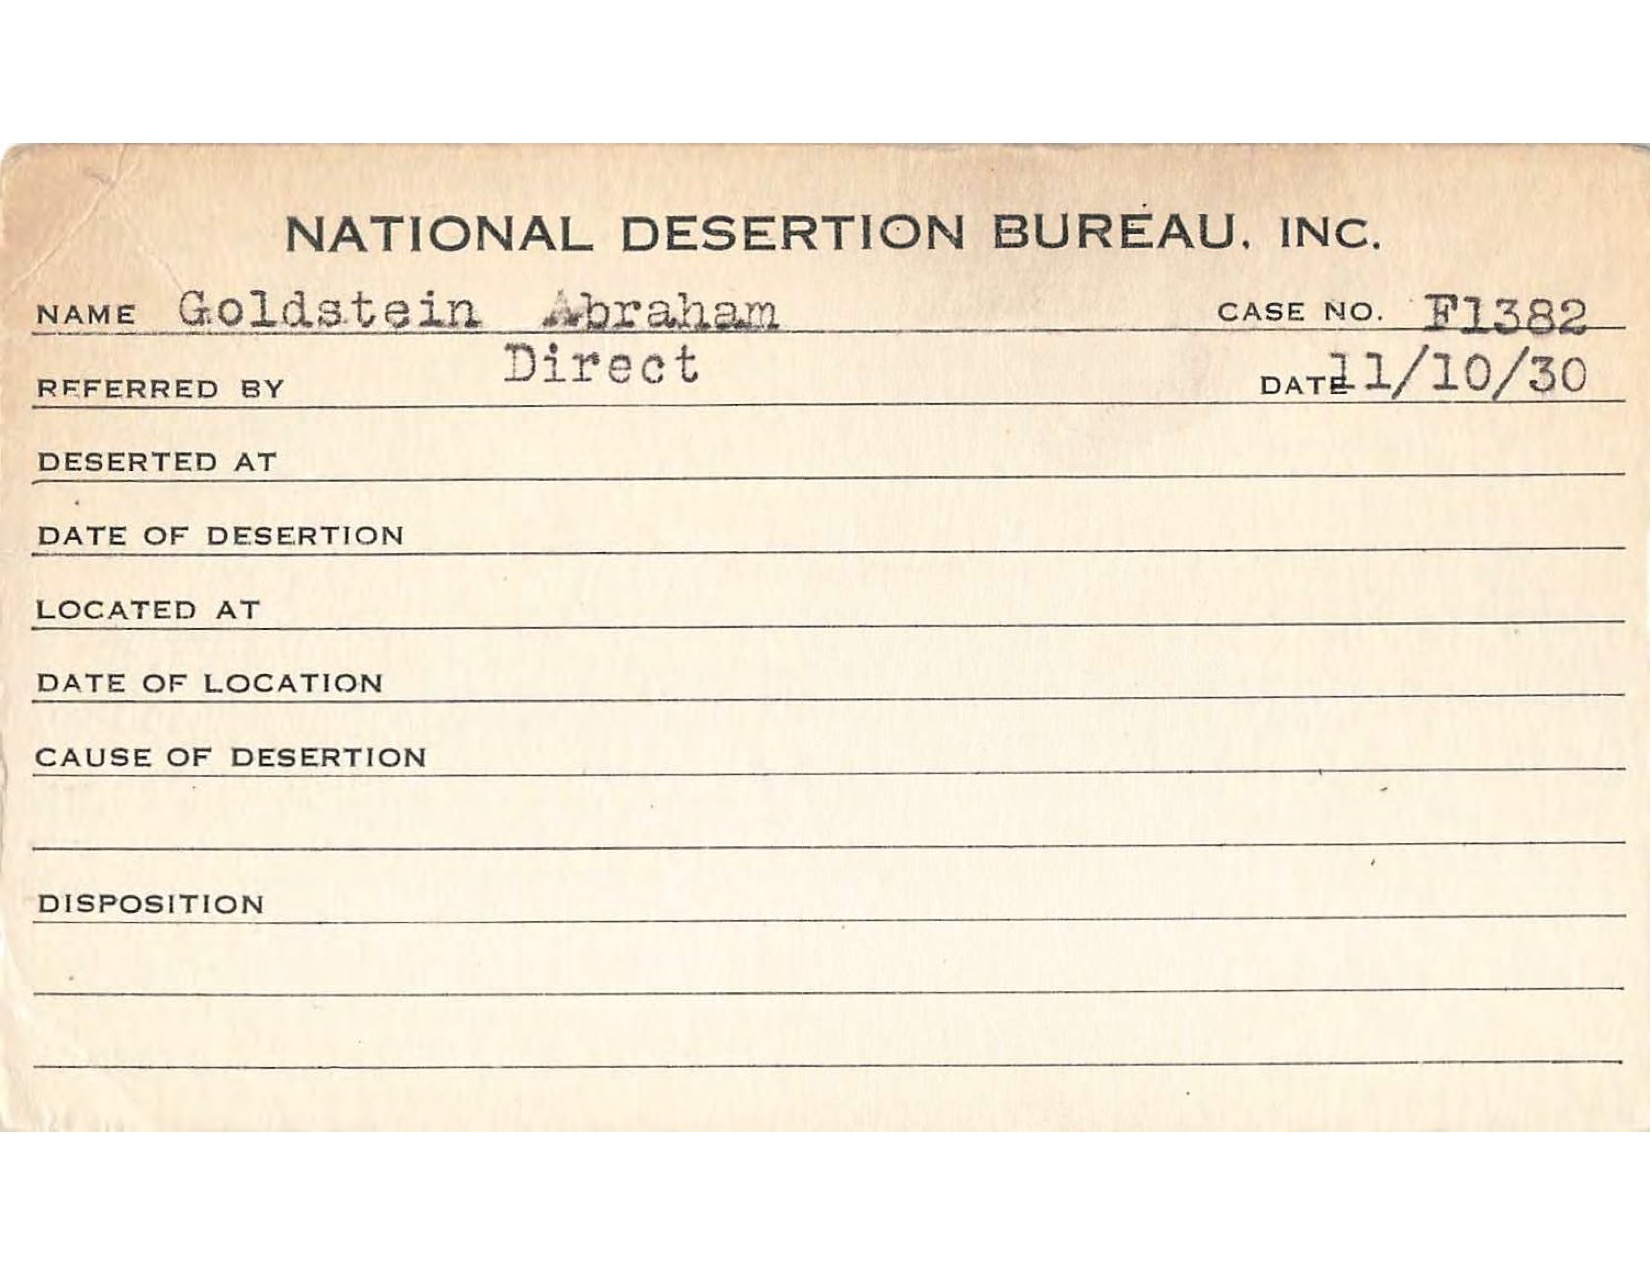 NATIONAL DESERTION BUREAU, INC.
NAME Goldstein Abraham CASE NO. F1382
REFERRED BY Direct DATE 11/10/30
DESERTED AT
DATE OF DESERTION
LOCATED AT
DATE OF LOCATION
CAUSE OF DESERTION
DISPOSITION